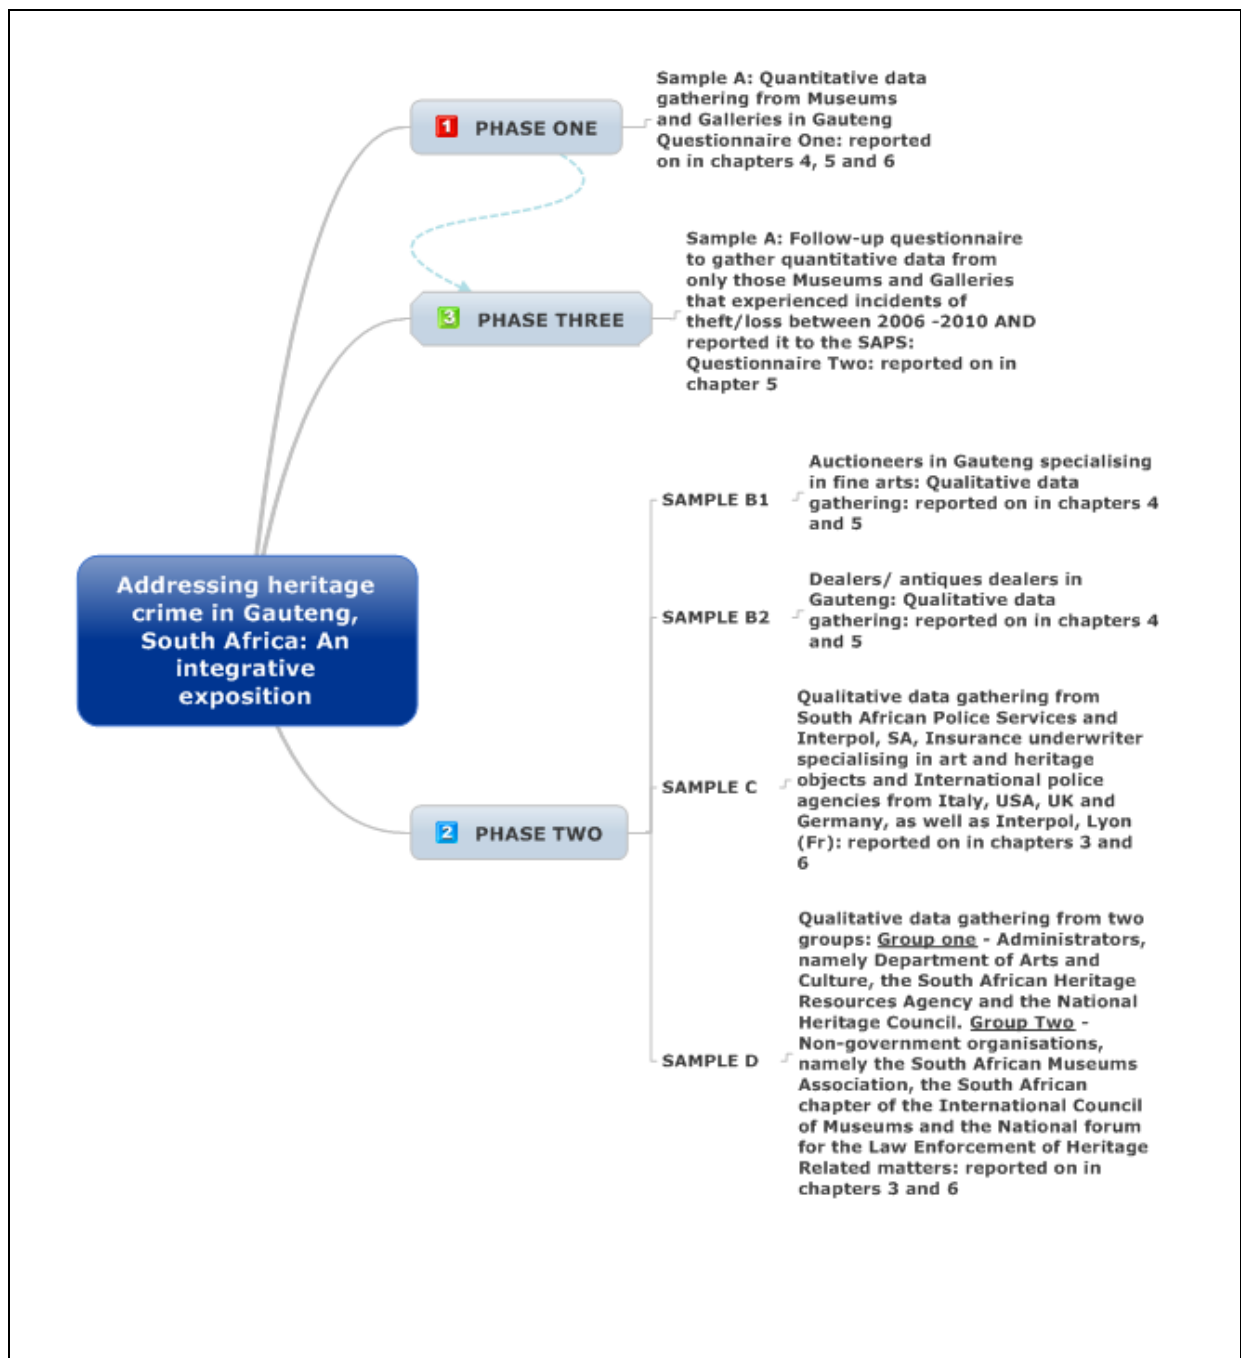 Sample A: Quantitative data
gathering from Museums
and Galleries in Gauteng
Questionnaire One: reported
on in chapters 4, 5 and 6
1 PHASE ONE
Sample A: Follow-up questionnaire
to gather quantitative data from
only those Museums and Galleries
that experienced incidents of
theft/loss between 2006 -2010 AND
reported it to the SAPS:
Questionnaire Two: reported on in
chapter 5
3 PHASE THREE
Addressing heritage
crime in Gauteng,
South Africa: An
integrative
exposition
2 PHASE TWO
SAMPLE B1
Auctioneers in Gauteng specialising
in fine arts: Qualitative data
gathering: reported on in chapters 4
and 5
SAMPLE B2
Dealers/ antiques dealers in
Gauteng: Qualitative data
gathering: reported on in chapters 4
and 5
SAMPLE C
Qualitative data gathering from
South African Police Services and
Interpol, SA, Insurance underwriter
specialising in art and heritage
objects and International police
agencies from Italy, USA, UK and
Germany, as well as Interpol, Lyon
(Fr): reported on in chapters 3 and
6
SAMPLE D
Qualitative data gathering from two
groups: Group one - Administrators,
namely Department of Arts and
Culture, the South African Heritage
Resources Agency and the National
Heritage Council. Group Two -
Non-government organisations,
namely the South African Museums
Association, the South African
chapter of the International Council
of Museums and the National forum
for the Law Enforcement of Heritage
Related matters: reported on in
chapters 3 and 6